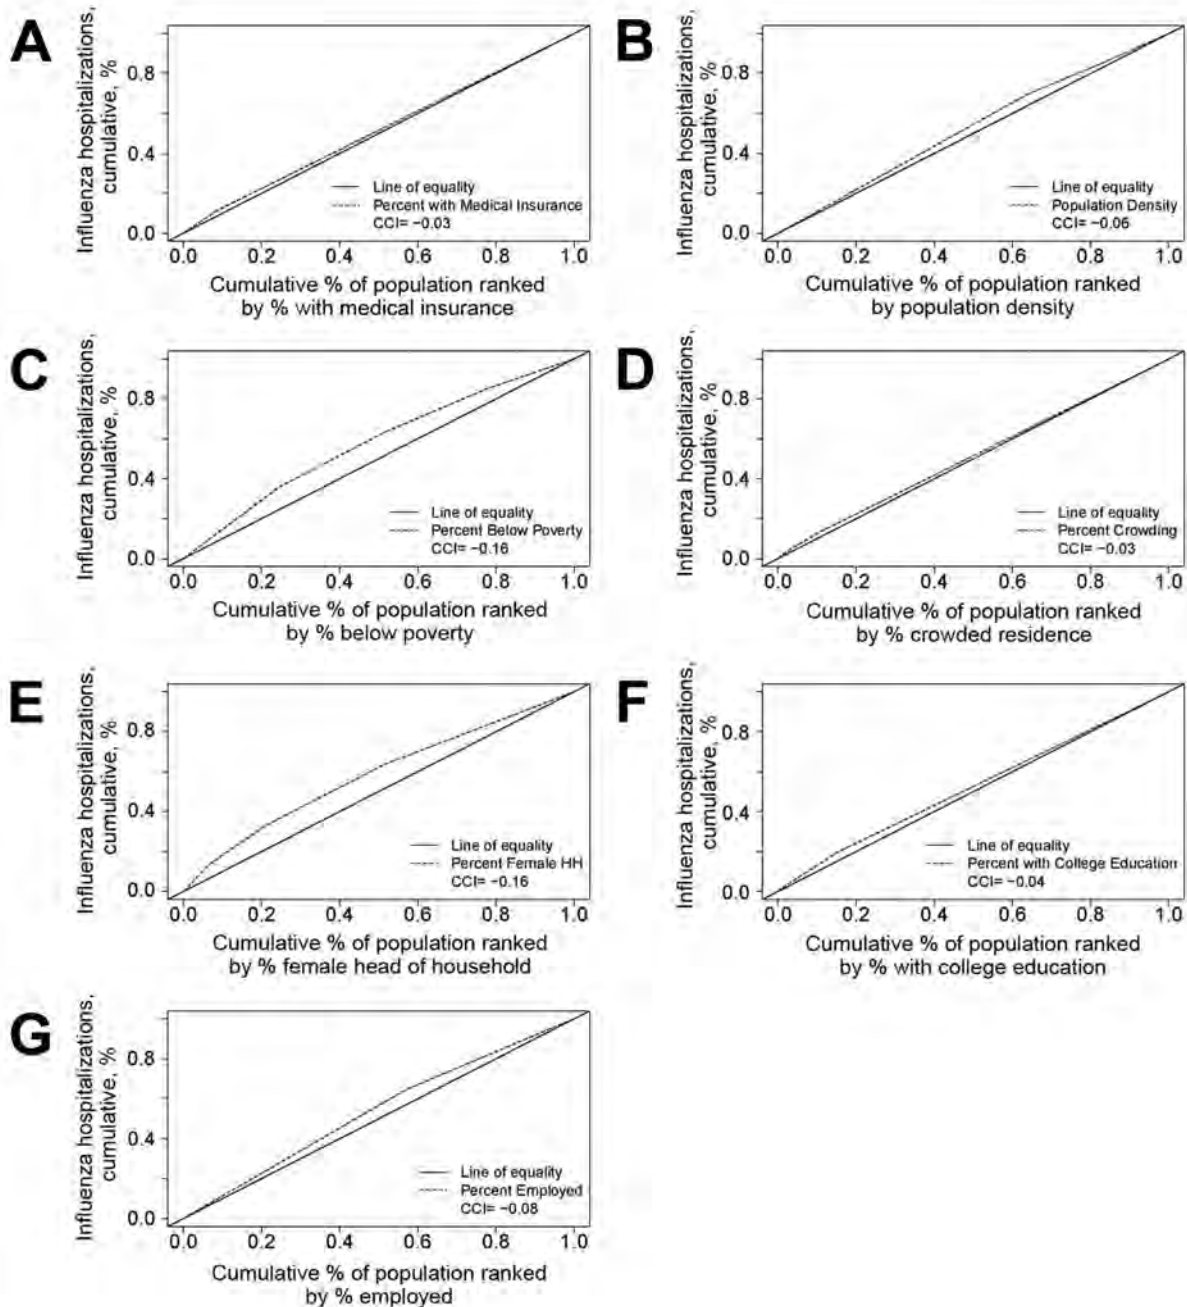 A
Influenza hospitalizations,
cumulative, %
0.8
0.4
0.0
Line of equality
Percent with Medical Insurance
CCI= −0.03
0.0 0.2 0.4 0.6 0.8 1.0
Cumulative % of population ranked
by % with medical insurance
B
Influenza hospitalizations,
cumulative, %
0.8
0.4
0.0
Line of equality
Population Density
CCI= −0.06
0.0 0.2 0.4 0.6 0.8 1.0
Cumulative % of population ranked
by population density
C
Influenza hospitalizations,
cumulative, %
0.8
0.4
0.0
Line of equality
Percent Below Poverty
CCI= −0.16
0.0 0.2 0.4 0.6 0.8 1.0
Cumulative % of population ranked
by % below poverty
D
Influenza hospitalizations,
cumulative, %
0.8
0.4
0.0
Line of equality
Percent Crowding
CCI= −0.03
0.0 0.2 0.4 0.6 0.8 1.0
Cumulative % of population ranked
by % crowded residence
E
Influenza hospitalizations,
cumulative, %
0.8
0.4
0.0
Line of equality
Percent Female HH
CCI= −0.16
0.0 0.2 0.4 0.6 0.8 1.0
Cumulative % of population ranked
by % female head of household
F
Influenza hospitalizations,
cumulative, %
0.8
0.4
0.0
Line of equality
Percent with College Education
CCI= −0.04
0.0 0.2 0.4 0.6 0.8 1.0
Cumulative % of population ranked
by % with college education
G
Influenza hospitalizations,
cumulative, %
0.8
0.4
0.0
Line of equality
Percent Employed
CCI= −0.08
0.0 0.2 0.4 0.6 0.8 1.0
Cumulative % of population ranked
by % employed